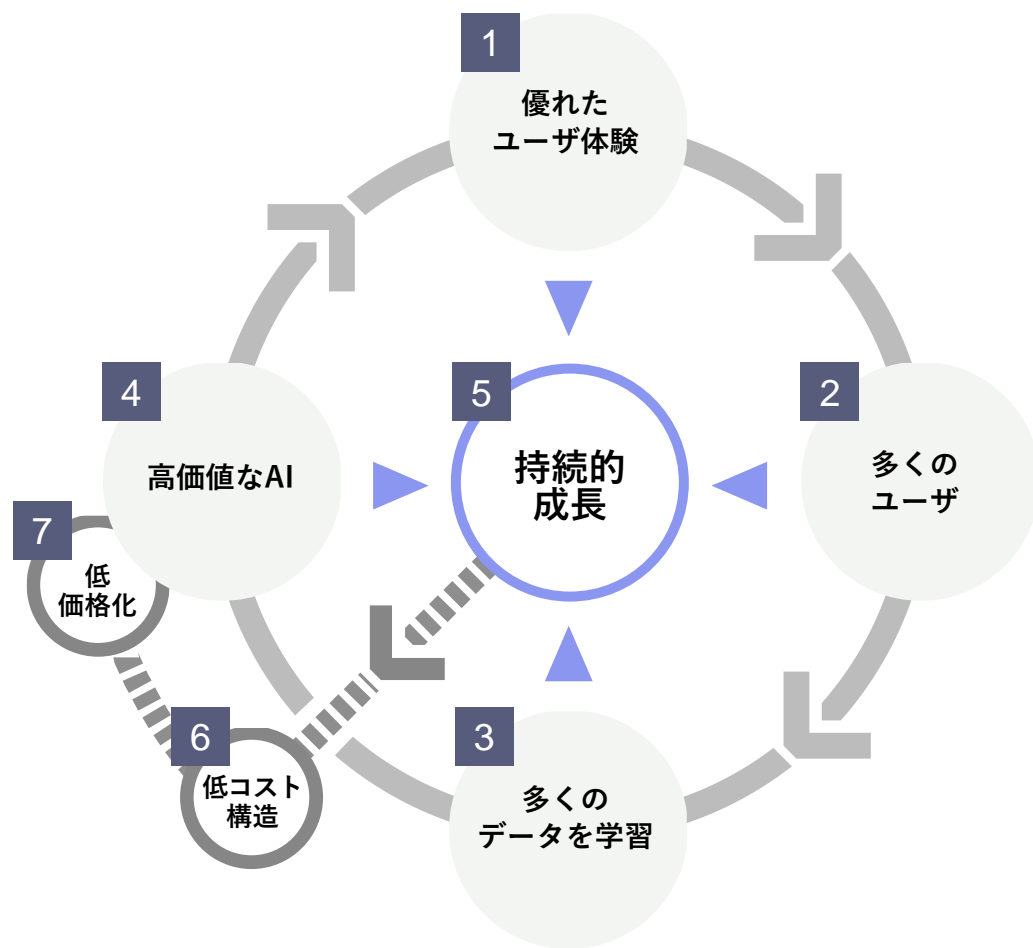 1
優れた
ユーザ体験
2
多くの
ユーザ
3
多くの
データを学習
4
高価値なAI
5
持続的
成長
6
低コスト
構造
7
低
価格化